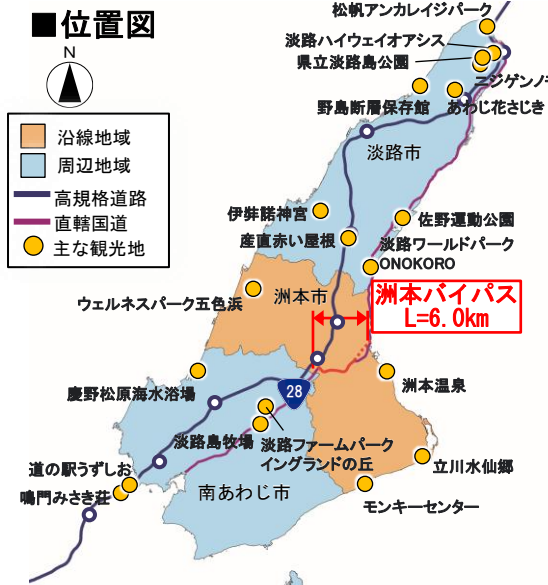 ■位置図
N
松帆アンカレイジパーク
淡路ハイウェイオアシス
県立淡路島公園
ニジゲンノ
野島断層保存館
あわじ花さじき
沿線地域
周辺地域
高規格道路
直轄国道
主な観光地
淡路市
伊弉諾神宮
佐野運動公園
産直赤い屋根
淡路ワールドパーク
ONOKORO
ウェルネスパーク五色浜
洲本市
洲本バイパス
L=6.0km
慶野松原海水浴場
28
洲本温泉
淡路島牧場
淡路ファームパーク
イングランドの丘
道の駅うずしお
鳴門みさき荘
南あわじ市
立川水仙郷
モンキーセンター